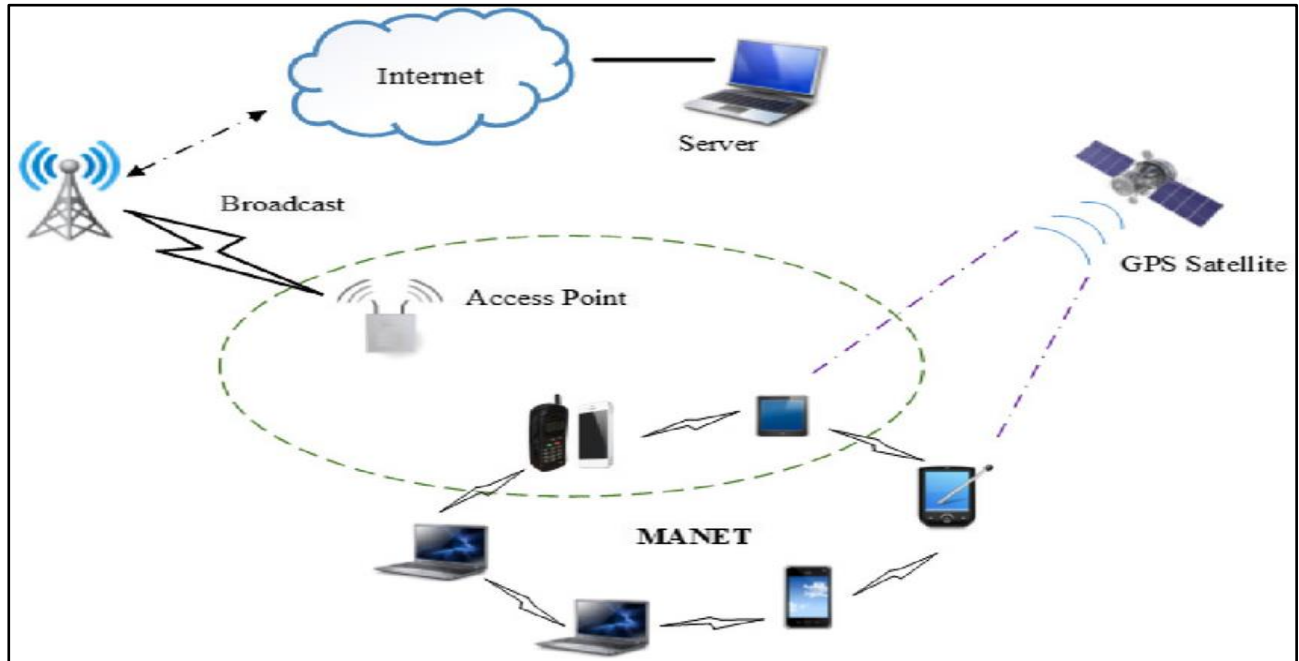 Internet
Server
Broadcast
GPS Satellite
Access Point
MANET